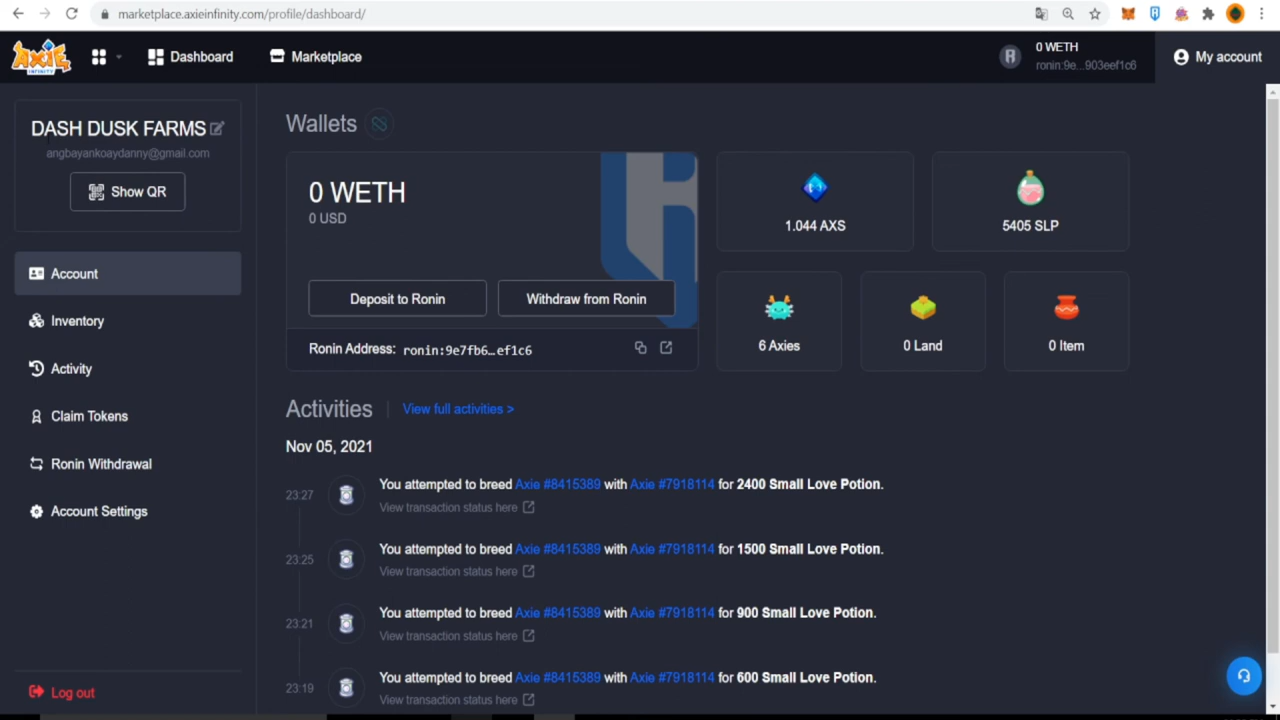 marketplace.axieinfinity.com/profile/dashboard/
AXIE
INFINITY
Dashboard
Marketplace
0 WETH
ronin:9e...903eef1c6
My account
DASH DUSK FARMS
angbayankoaydanny@gmail.com
Show QR
Account
Inventory
Activity
Claim Tokens
Ronin Withdrawal
Account Settings
Log out
Wallets
0 WETH
0 USD
Deposit to Ronin
Withdraw from Ronin
Ronin Address: ronin:9e7fb6…ef1c6
1.044 AXS
5405 SLP
6 Axies
0 Land
0 Item
Activities
View full activities >
Nov 05, 2021
23:27
You attempted to breed Axie #8415389 with Axie #7918114 for 2400 Small Love Potion.
View transaction status here
23:25
You attempted to breed Axie #8415389 with Axie #7918114 for 1500 Small Love Potion.
View transaction status here
23:21
You attempted to breed Axie #8415389 with Axie #7918114 for 900 Small Love Potion.
View transaction status here
23:19
You attempted to breed Axie #8415389 with Axie #7918114 for 600 Small Love Potion.
View transaction status here